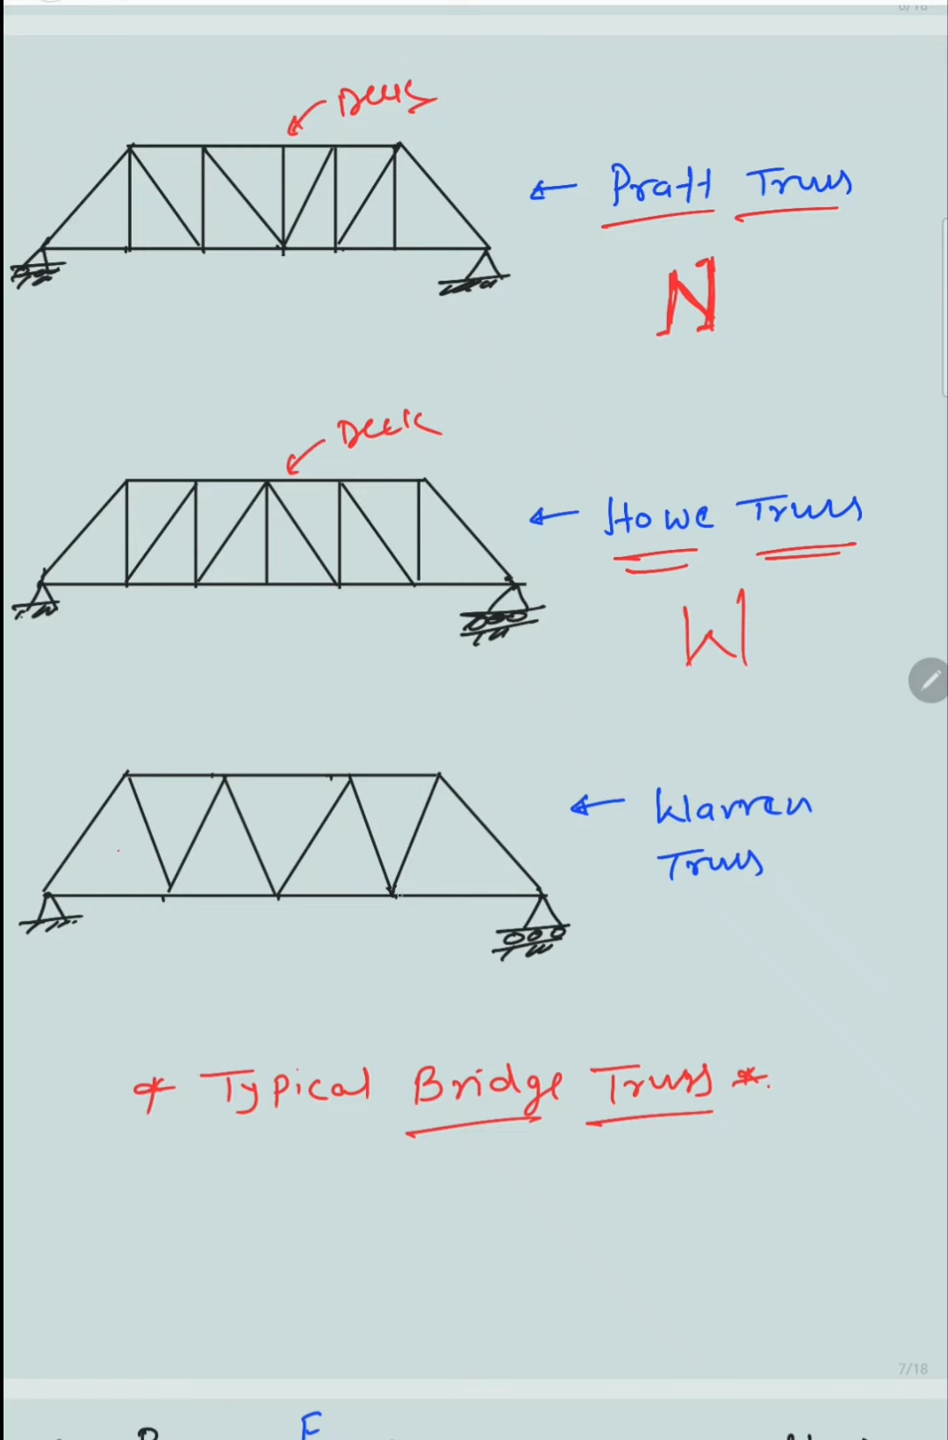 Deck
← Pratt Truss
N
Deck
← Howe Truss
W
← Warren
Truss
* Typical Bridge Truss *.
7/18